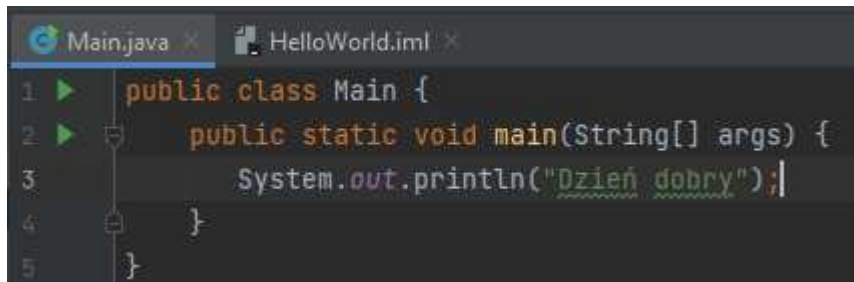 Main.java HelloWorld.iml
1 public class Main {
2 public static void main(String[] args) {
3 System.out.println("Dzień dobry");
4 }
5 }